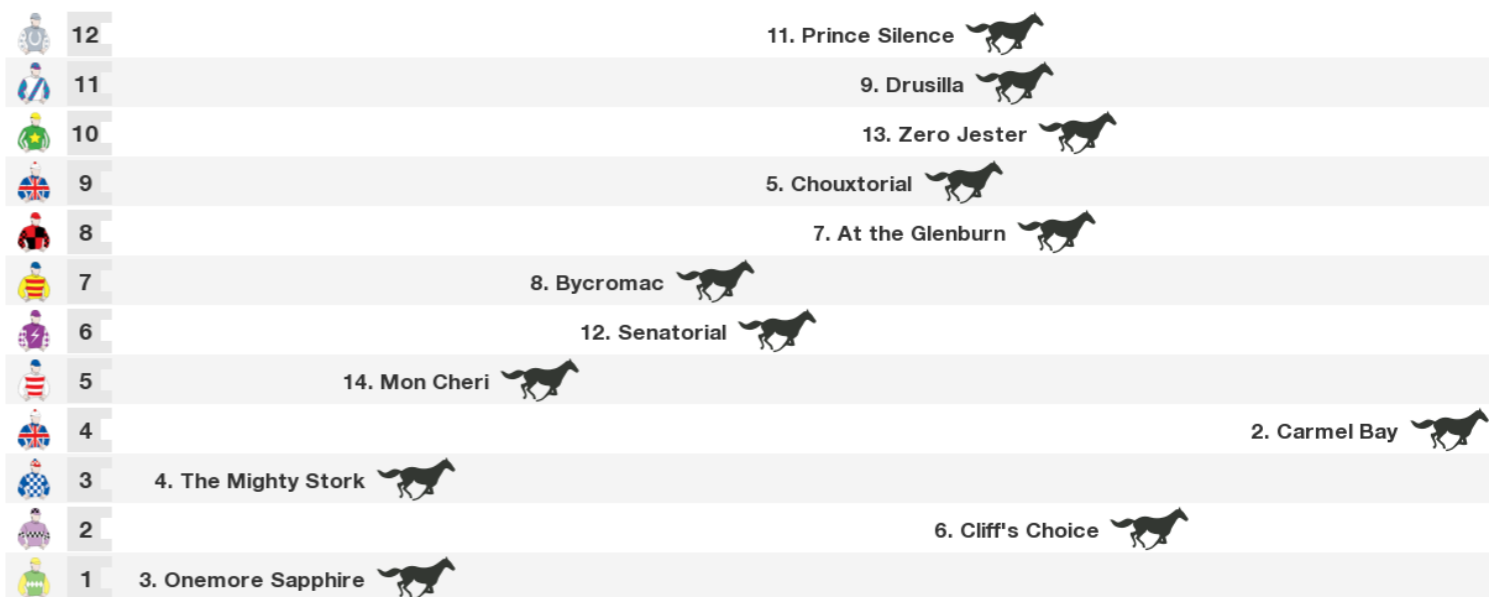 12 11. Prince Silence
11 9. Drusilla
10 13. Zero Jester
9 5. Chouxtorial
8 7. At the Glenburn
7 8. Bycromac
6 12. Senatorial
5 14. Mon Cheri
4 2. Carmel Bay
3 4. The Mighty Stork
2 6. Cliff's Choice
1 3. Onemore Sapphire